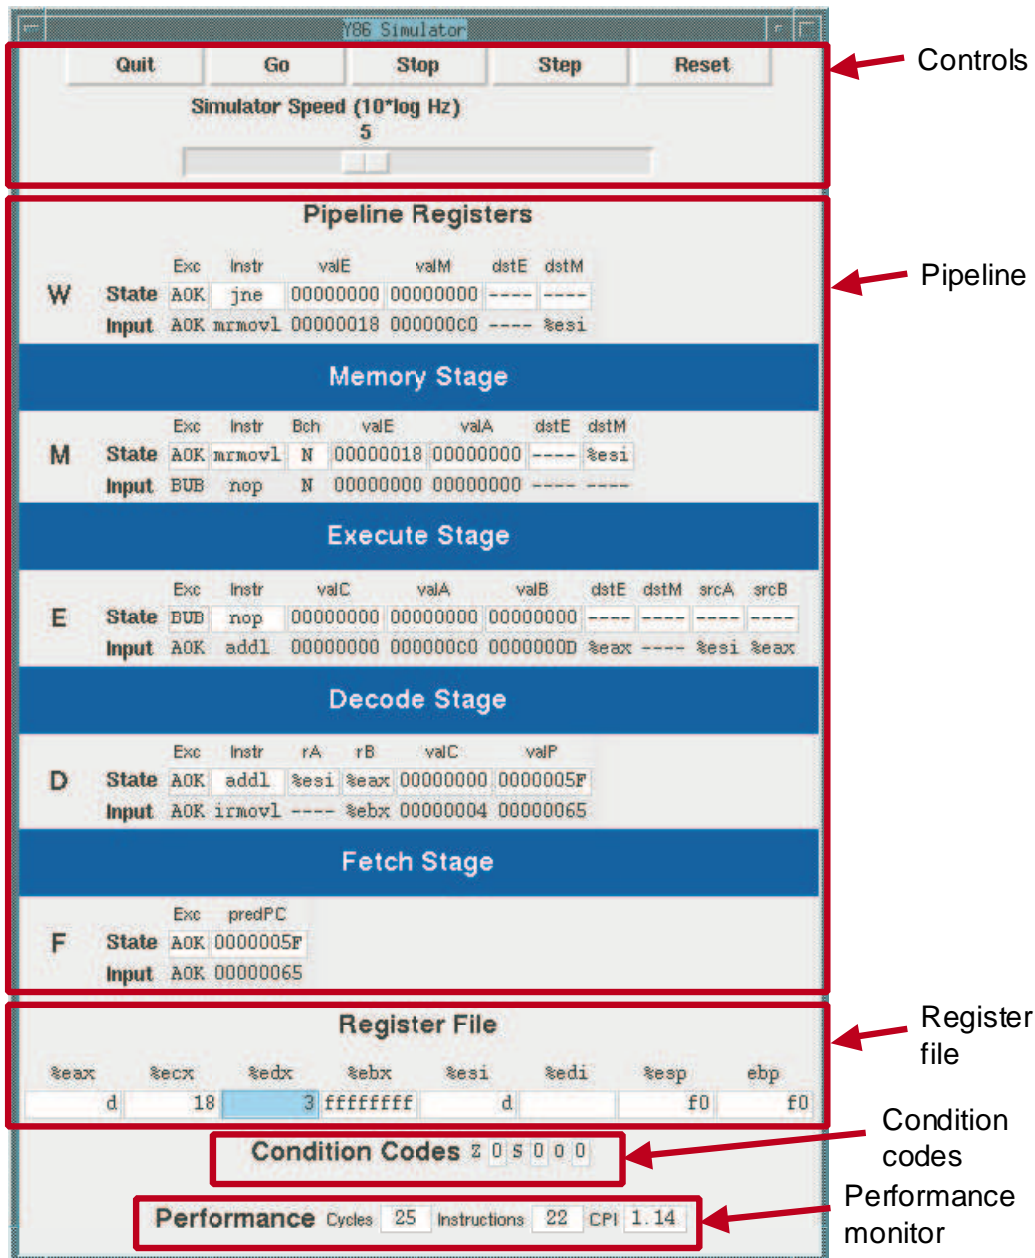 Y86 Simulator
Quit Go Stop Step Reset
Controls
Simulator Speed (10*log Hz)
5
Pipeline Registers
Pipeline
Exc Instr valE valM dstE dstM
W State AOK jne 00000000 00000000 ---- ----
Input AOK mrmovl 00000018 000000C0 ---- %esi
Memory Stage
Exc Instr Bch valE valA dstE dstM
M State AOK mrmovl N 00000018 00000000 ---- %esi
Input BUB nop N 00000000 00000000 ---- ----
Execute Stage
Exc Instr valC valA valB dstE dstM srcA srcB
E State BUB nop 00000000 00000000 00000000 ---- ---- ---- ----
Input AOK addl 00000000 000000C0 0000000D %eax ---- %esi %eax
Decode Stage
Exc Instr rA rB valC valP
D State AOK addl %esi %eax 00000000 0000005F
Input AOK irmovl ---- %ebx 00000004 00000065
Fetch Stage
Exc predPC
F State AOK 0000005F
Input AOK 00000065
Register File
Register
file
%eax %ecx %edx %ebx %esi %edi %esp ebp
d 18 3 ffffffff d f0 f0
Condition Codes Z 0 S 0 0 0
Condition
codes
Performance Cycles 25 Instructions 22 CPI 1.14
Performance
monitor